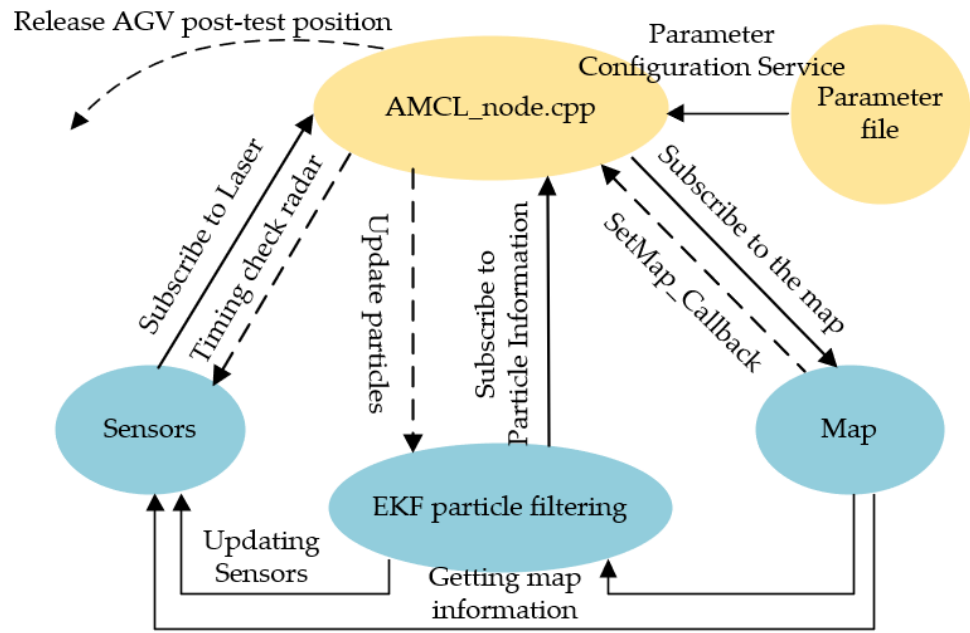 Release AGV post-test position
Parameter
Configuration Service
AMCL_node.cpp
Parameter
file
Subscribe to Laser
Timing check radar
Update particles
Subscribe to
Particle Information
SetMap_Callback
Subscribe to the map
Sensors
Map
EKF particle filtering
Updating
Sensors
Getting map
information